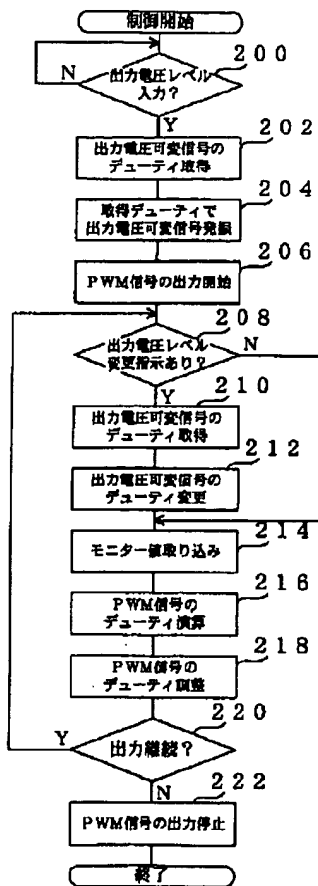 制御開始
200
出力電圧レベル
入力?
N
Y
202
出力電圧可変信号の
デューティ取得
204
取得デューティで
出力電圧可変信号発振
206
PWM信号の出力開始
208
出力電圧レベル
変更指示あり?
N
Y
210
出力電圧可変信号の
デューティ取得
212
出力電圧可変信号の
デューティ変更
214
モニター値取り込み
216
PWM信号の
デューティ演算
218
PWM信号の
デューティ調整
220
出力継続?
Y
N
222
PWM信号の出力停止
終了